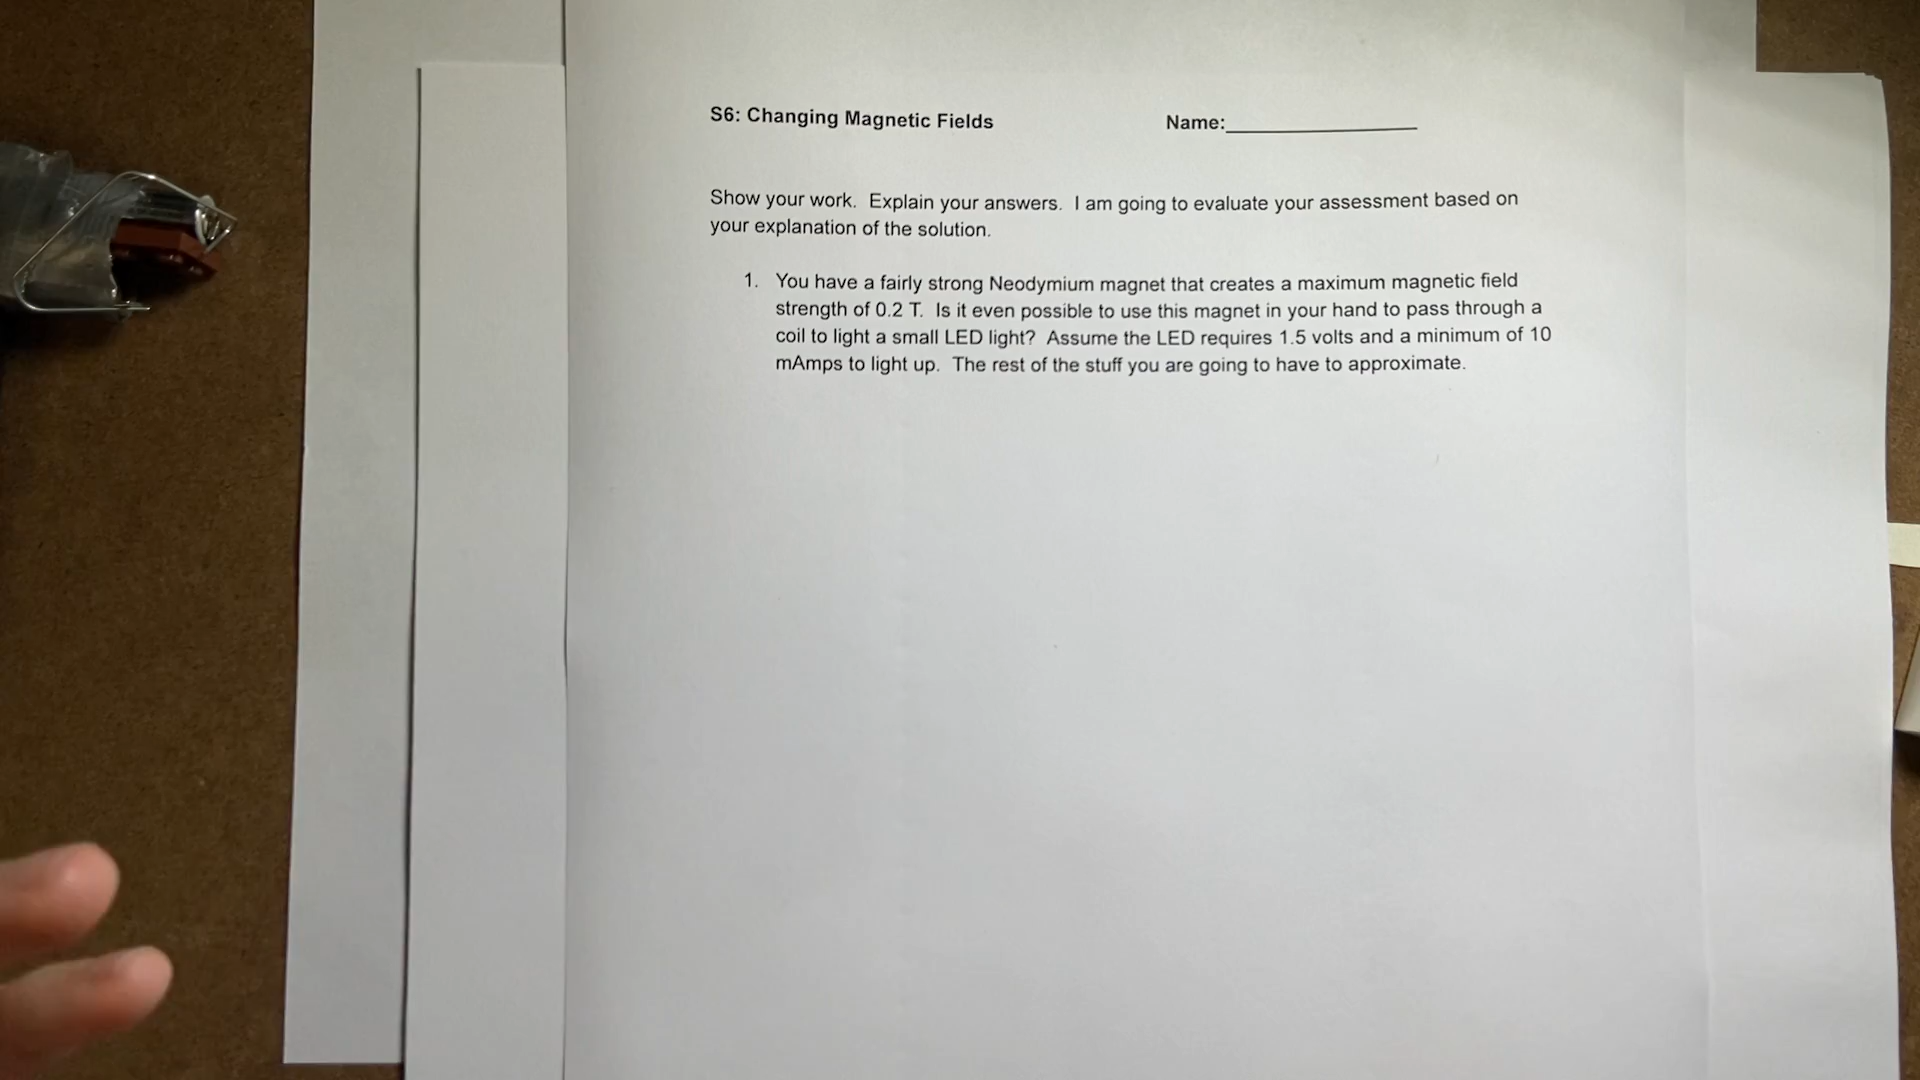 S6: Changing Magnetic Fields Name:_________________
Show your work. Explain your answers. I am going to evaluate your assessment based on
your explanation of the solution.
1. You have a fairly strong Neodymium magnet that creates a maximum magnetic field
strength of 0.2 T. Is it even possible to use this magnet in your hand to pass through a
coil to light a small LED light? Assume the LED requires 1.5 volts and a minimum of 10
mAmps to light up. The rest of the stuff you are going to have to approximate.